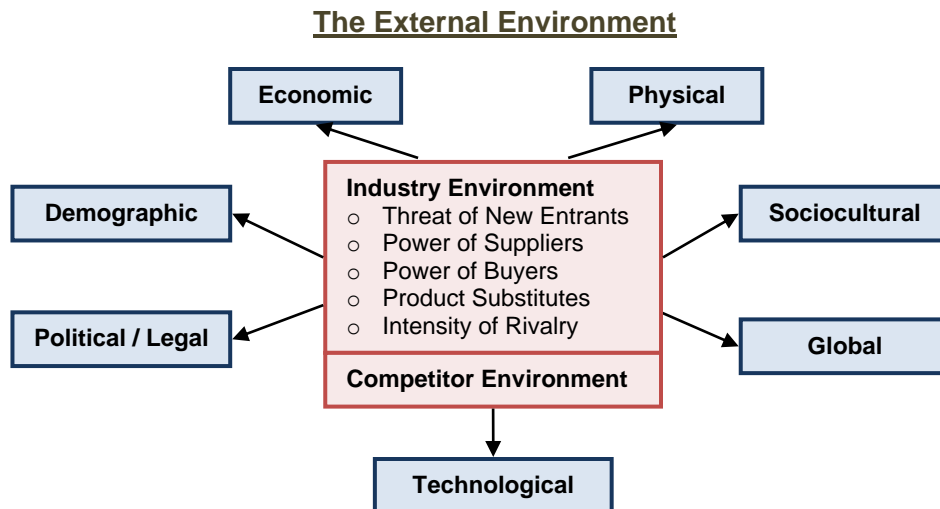 The External Environment
Economic
Physical
Industry Environment
o Threat of New Entrants
o Power of Suppliers
o Power of Buyers
o Product Substitutes
o Intensity of Rivalry
Demographic
Sociocultural
Political / Legal
Global
Competitor Environment
Technological